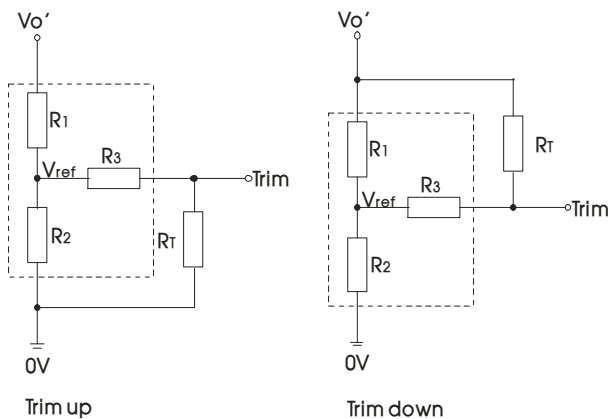 Vo'
R1
Vref
R3
Trim
R2
RT
0V
Trim up
Vo'
R1
RT
Vref
R3
Trim
R2
0V
Trim down